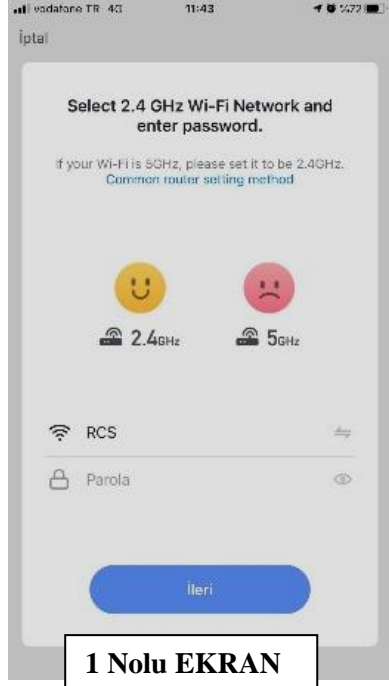 vodafone TR 4G 11:43 %72
İptal
Select 2.4 GHz Wi-Fi Network and
enter password.
If your Wi-Fi is 5GHz, please set it to be 2.4GHz.
Common router setting method
2.4GHz 5GHz
RCS
Parola
İleri
1 Nolu EKRAN